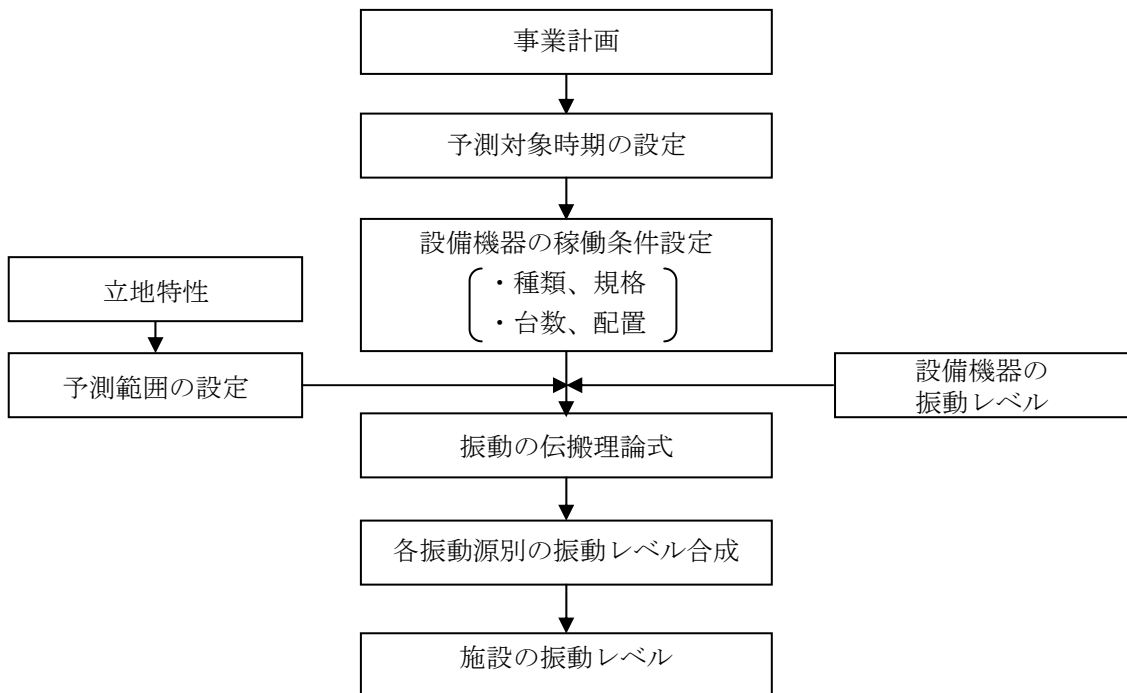 事業計画
予測対象時期の設定
設備機器の稼働条件設定
・種類、規格
・台数、配置
立地特性
予測範囲の設定
設備機器の
振動レベル
振動の伝搬理論式
各振動源別の振動レベル合成
施設の振動レベル